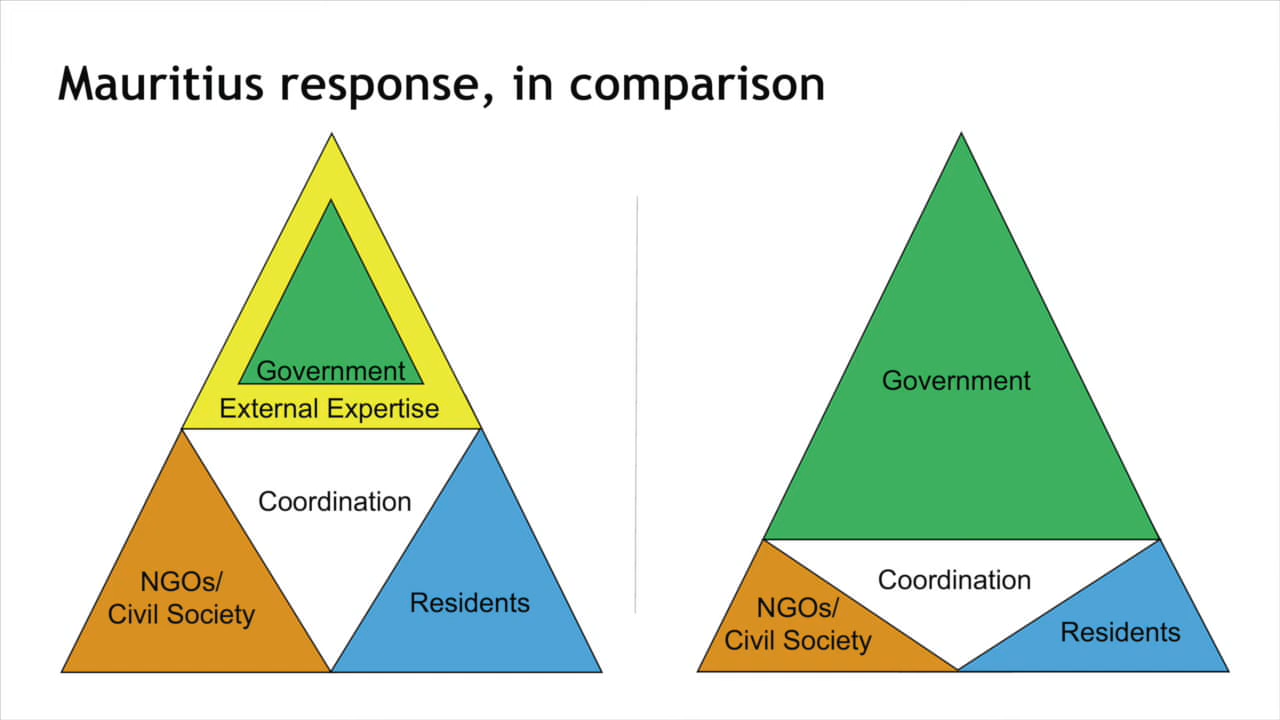 Mauritius response, in comparison
Government
External Expertise
Coordination
NGOs/
Civil Society
Residents
Government
Coordination
NGOs/
Civil Society
Residents